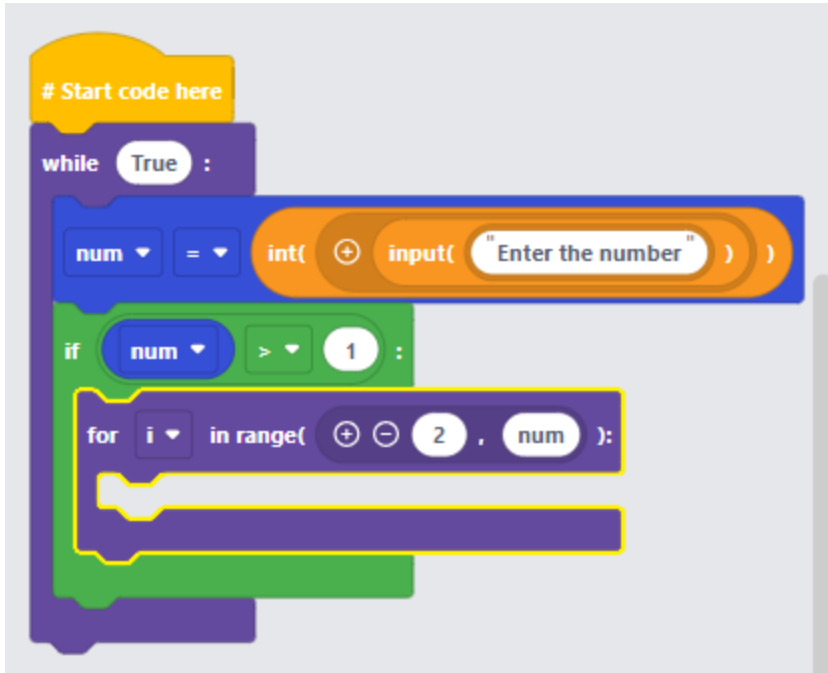 # Start code here
while True :
num = int( input( "Enter the number" ) )
if num > 1 :
for i in range( 2 , num ):